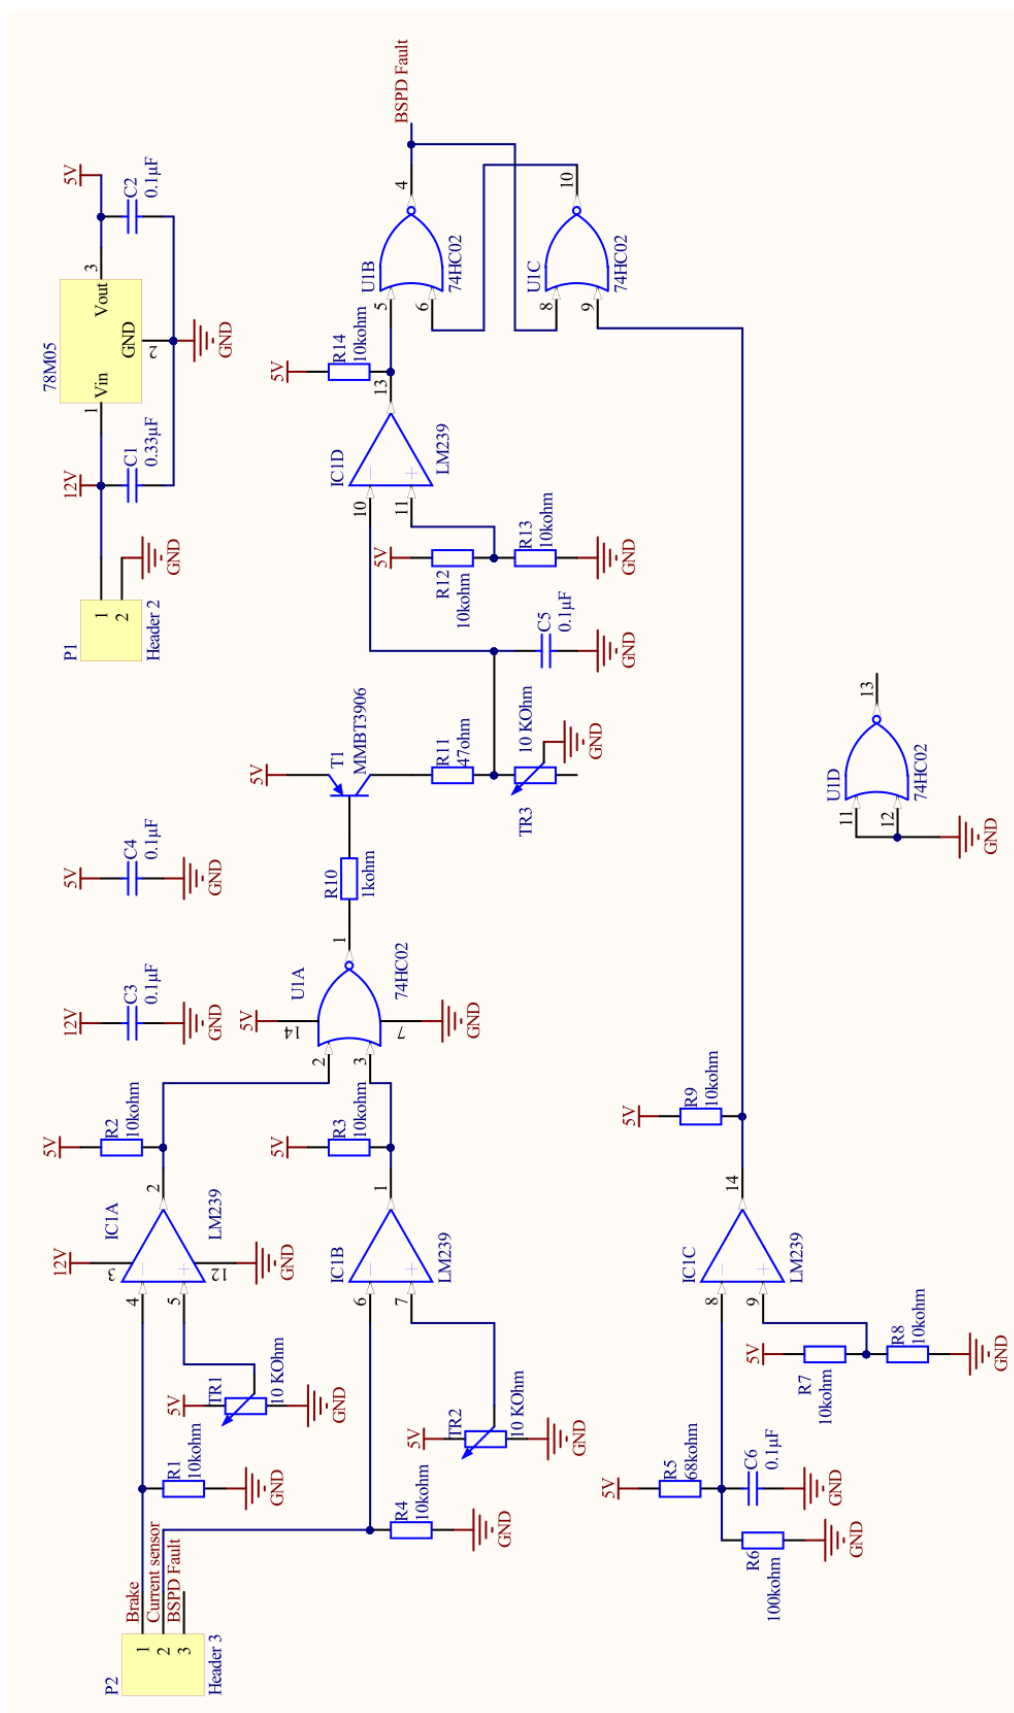 P2
Header 3
1
2
3
Brake
Current sensor
BSPD Fault
R1
10kohm
GND
R4
10kohm
GND
5V
TR1
10 KOhm
GND
5V
TR2
10 KOhm
GND
12V
3
IC1A
4
5
12
2
LM239
GND
IC1B
6
7
1
LM239
5V
R2
10kohm
5V
R3
10kohm
12V
C3
0.1µF
GND
5V
C4
0.1µF
GND
5V
14
U1A
2
3
7
1
74HC02
GND
R10
1kohm
5V
T1
MMBT3906
R11
47ohm
TR3
10 KOhm
GND
C5
0.1µF
GND
5V
R12
10kohm
R13
10kohm
GND
IC1D
10
11
13
LM239
5V
R14
10kohm
U1B
5
6
4
74HC02
BSPD Fault
U1C
8
9
10
74HC02
P1
Header 2
1
2
GND
12V
C1
0.33µF
78M05
1
Vin
GND
2
Vout
3
GND
5V
C2
0.1µF
5V
R5
68kohm
R6
100kohm
GND
C6
0.1µF
GND
5V
R7
10kohm
R8
10kohm
GND
IC1C
8
9
14
LM239
5V
R9
10kohm
U1D
11
12
13
74HC02
GND